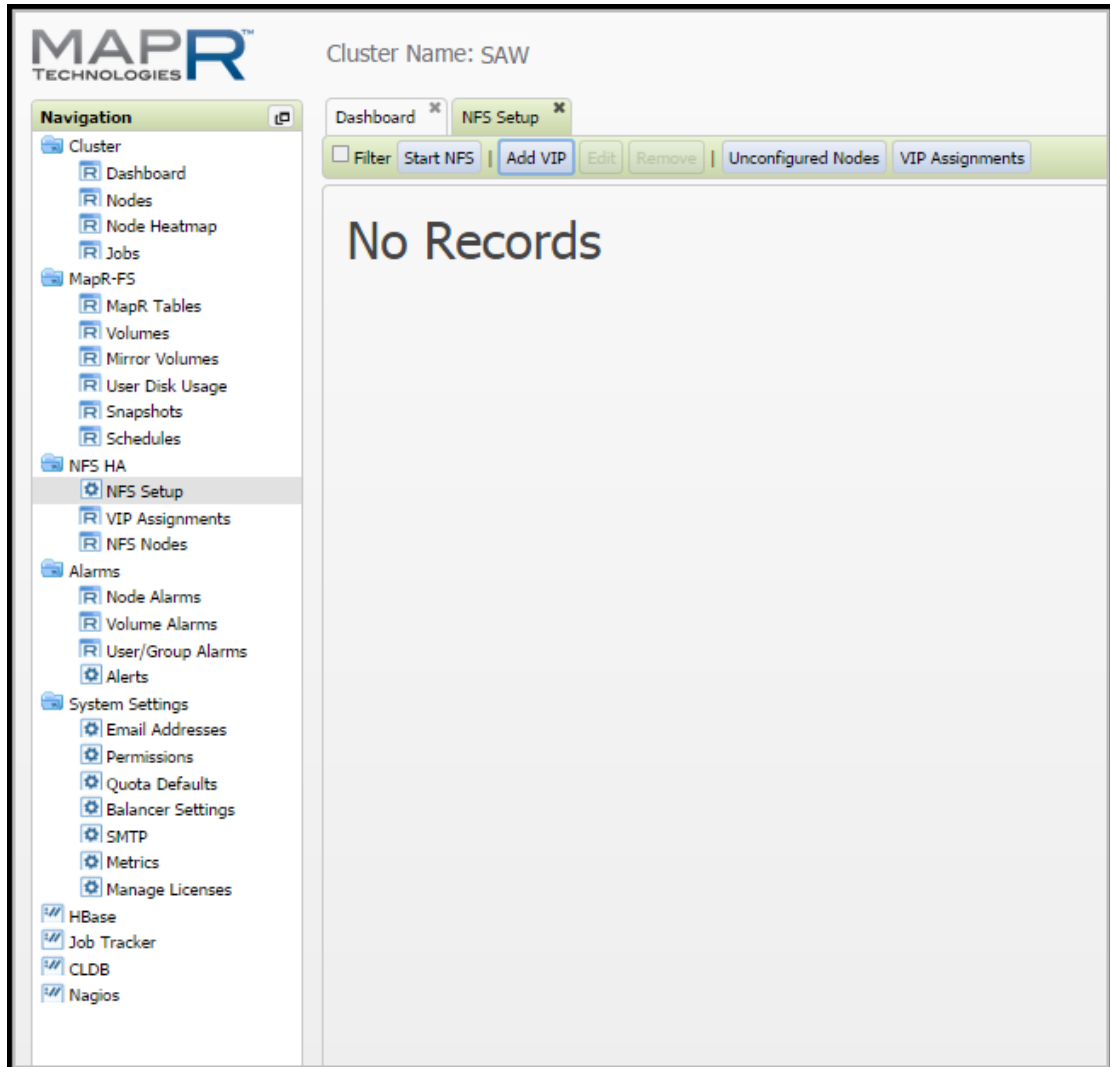 MAPR™
TECHNOLOGIES
Cluster Name: SAW
Navigation
Cluster
Dashboard
Nodes
Node Heatmap
Jobs
MapR-FS
MapR Tables
Volumes
Mirror Volumes
User Disk Usage
Snapshots
Schedules
NFS HA
NFS Setup
VIP Assignments
NFS Nodes
Alarms
Node Alarms
Volume Alarms
User/Group Alarms
Alerts
System Settings
Email Addresses
Permissions
Quota Defaults
Balancer Settings
SMTP
Metrics
Manage Licenses
HBase
Job Tracker
CLDB
Nagios
Dashboard NFS Setup
Filter Start NFS | Add VIP Edit Remove | Unconfigured Nodes VIP Assignments
No Records